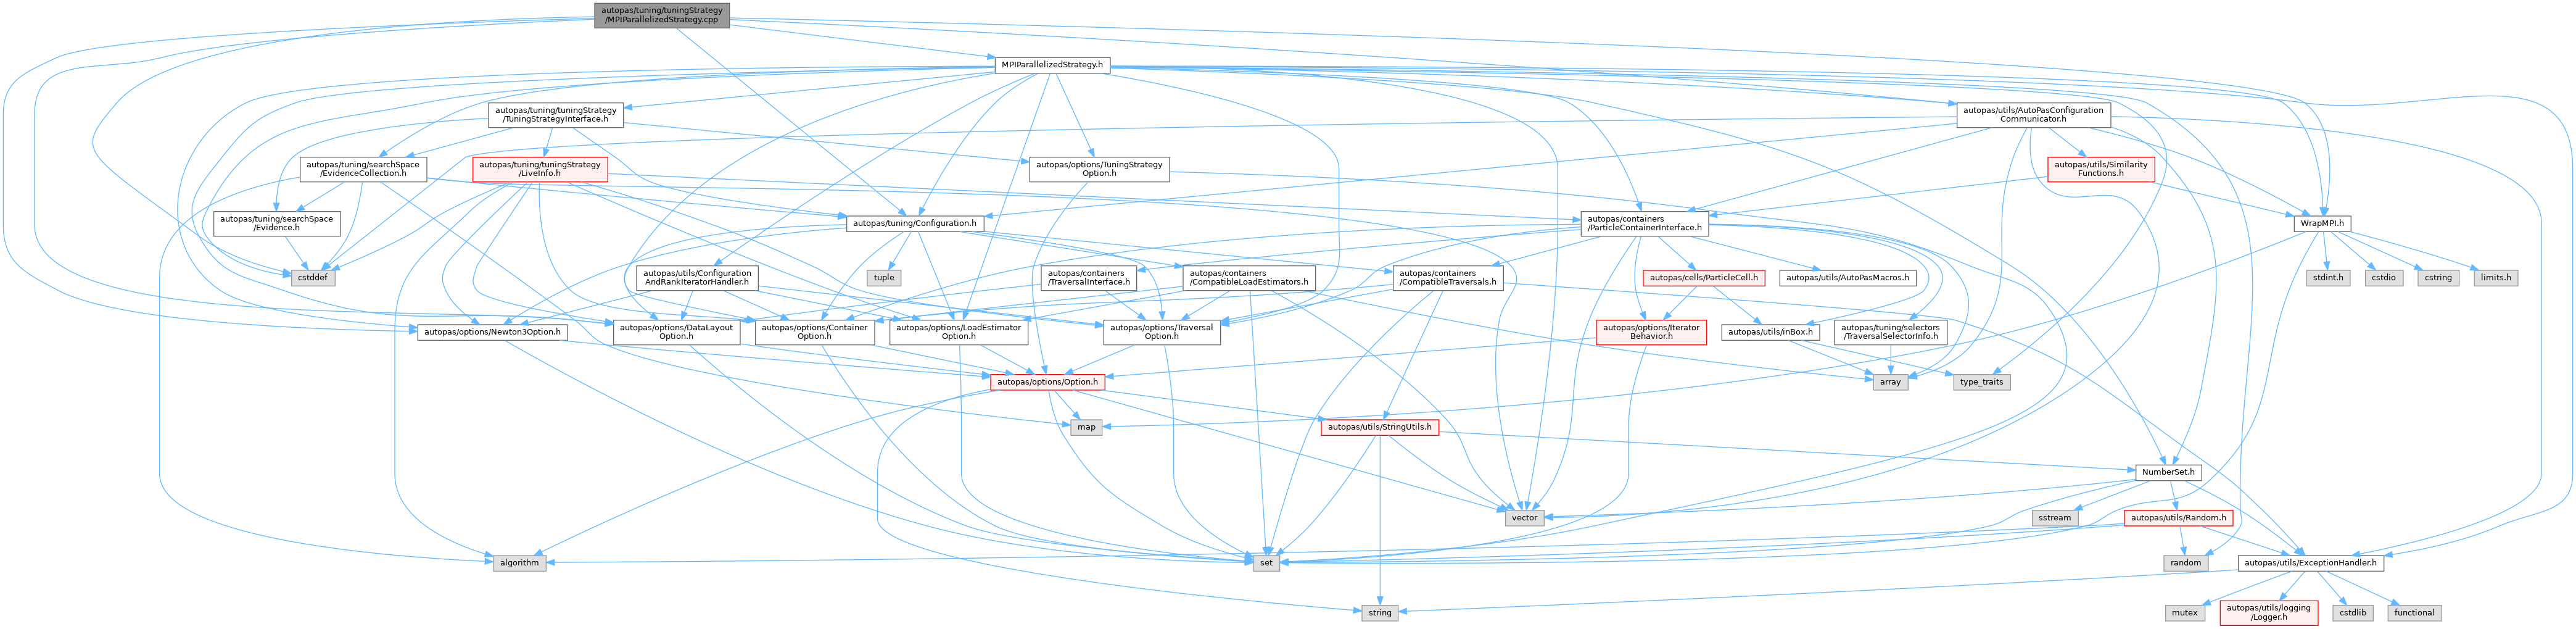 autopas/tuning/tuningStrategy
/MPIParallelizedStrategy.cpp
MPIParallelizedStrategy.h
autopas/tuning/tuningStrategy
/TuningStrategyInterface.h
autopas/utils/AutoPasConfiguration
Communicator.h
autopas/tuning/searchSpace
/EvidenceCollection.h
autopas/tuning/tuningStrategy
/LiveInfo.h
autopas/options/TuningStrategy
Option.h
autopas/utils/Similarity
Functions.h
autopas/tuning/searchSpace
/Evidence.h
autopas/tuning/Configuration.h
autopas/containers
/ParticleContainerInterface.h
WrapMPI.h
cstddef
autopas/utils/Configuration
AndRankIteratorHandler.h
tuple
autopas/containers
/TraversalInterface.h
autopas/containers
/CompatibleLoadEstimators.h
autopas/containers
/CompatibleTraversals.h
autopas/cells/ParticleCell.h
autopas/utils/AutoPasMacros.h
stdint.h
cstdio
cstring
limits.h
autopas/options/Newton3Option.h
autopas/options/DataLayout
Option.h
autopas/options/Container
Option.h
autopas/options/LoadEstimator
Option.h
autopas/options/Traversal
Option.h
autopas/options/Iterator
Behavior.h
autopas/utils/inBox.h
autopas/tuning/selectors
/TraversalSelectorInfo.h
autopas/options/Option.h
array
type_traits
map
autopas/utils/StringUtils.h
NumberSet.h
vector
sstream
autopas/utils/Random.h
algorithm
set
random
autopas/utils/ExceptionHandler.h
string
mutex
autopas/utils/logging
/Logger.h
cstdlib
functional